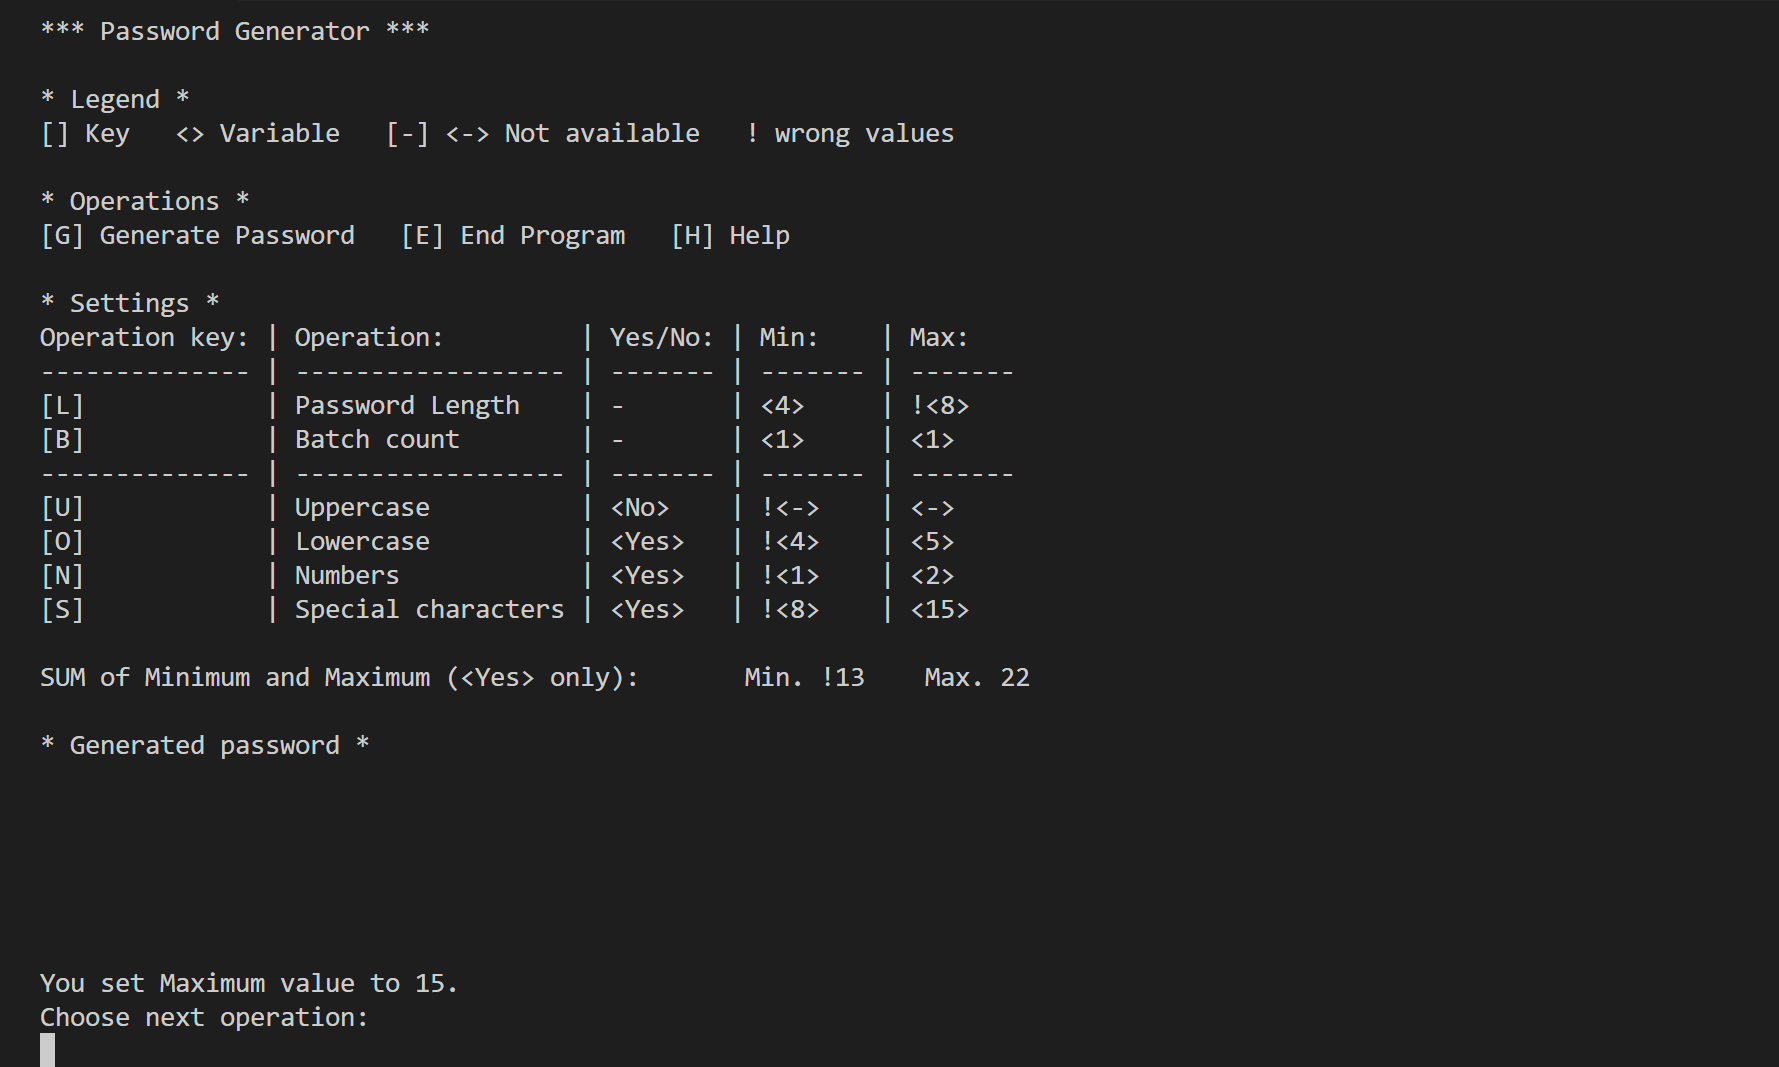 *** Password Generator ***
* Legend *
[] Key   <> Variable   [-] <-> Not available   ! wrong values
* Operations *
[G] Generate Password   [E] End Program   [H] Help
* Settings *
Operation key: | Operation:         | Yes/No: | Min:    | Max:
-------------- | ------------------ | ------- | ------- | -------
[L]            | Password Length    | -       | <4>     | !<8>
[B]            | Batch count        | -       | <1>     | <1>
-------------- | ------------------ | ------- | ------- | -------
[U]            | Uppercase          | <No>    | !<->    | <->
[O]            | Lowercase          | <Yes>   | !<4>    | <5>
[N]            | Numbers            | <Yes>   | !<1>    | <2>
[S]            | Special characters | <Yes>   | !<8>    | <15>
SUM of Minimum and Maximum (<Yes> only):       Min. !13    Max. 22
* Generated password *
You set Maximum value to 15.
Choose next operation: